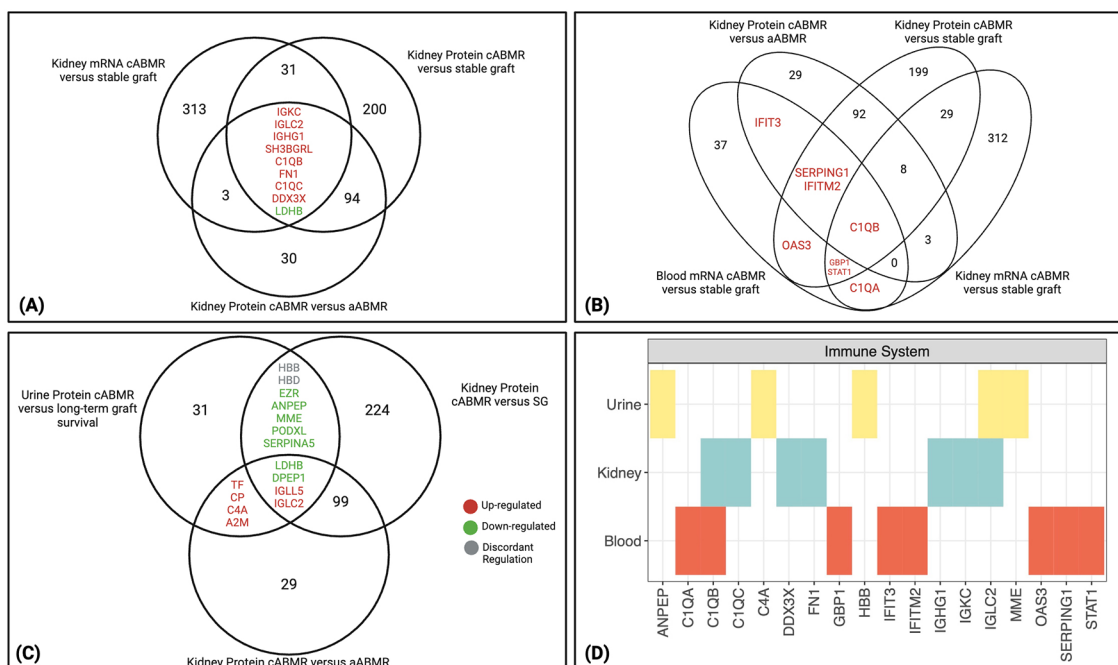 Kidney mRNA cABMR
versus stable graft
Kidney Protein cABMR
versus stable graft
31
313
200
IGKC
IGLC2
IGHG1
SH3BGRL
C1QB
FN1
C1QC
DDX3X
LDHB
3
94
30
(A)
Kidney Protein cABMR versus aABMR
Kidney Protein cABMR
versus aABMR
Kidney Protein cABMR
versus stable graft
29
199
IFIT3
92
29
37
312
SERPING1
IFITM2
8
C1QB
OAS3
3
GBP1
STAT1
0
C1QA
Blood mRNA cABMR
versus stable graft
Kidney mRNA cABMR
versus stable graft
(B)
Urine Protein cABMR
versus long-term graft
survival
Kidney Protein
cABMR versus SG
31
224
HBB
HBD
EZR
ANPEP
MME
PODXL
SERPINA5
LDHB
DPEP1
IGLL5
IGLC2
TF
CP
C4A
A2M
99
29
Up-regulated
Down-regulated
Discordant
Regulation
(C)
Kidney Protein cABMR versus aABMR
Immune System
Urine
Kidney
Blood
ANPEP
C1QA
C1QB
C1QC
C4A
DDX3X
FN1
GBP1
HBB
IFIT3
IFITM2
IGHG1
IGKC
IGLC2
MME
OAS3
SERPING1
STAT1
(D)